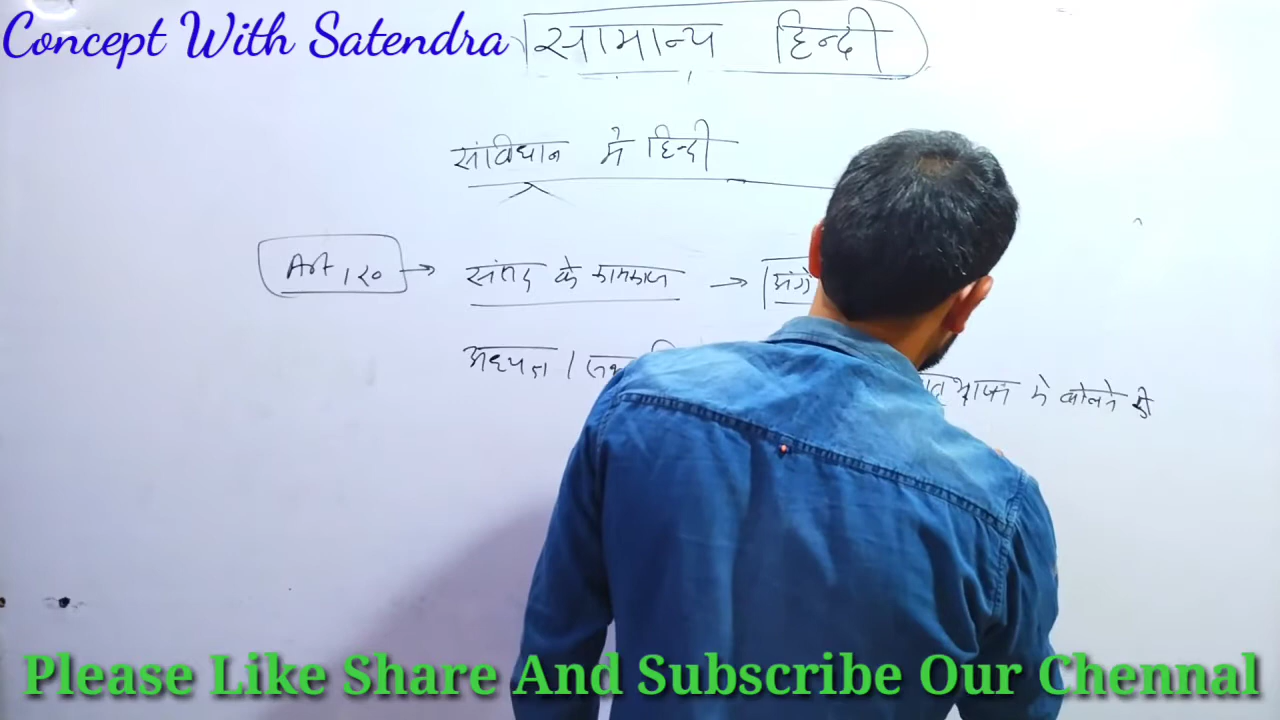 Concept With Satendra
सामान्य हिन्दी
संविधान मे हिन्दी
Art 120 → संसद के कामकाज →
अध्यक्ष / भाषा मे बोलने की
Please Like Share And Subscribe Our Chennal